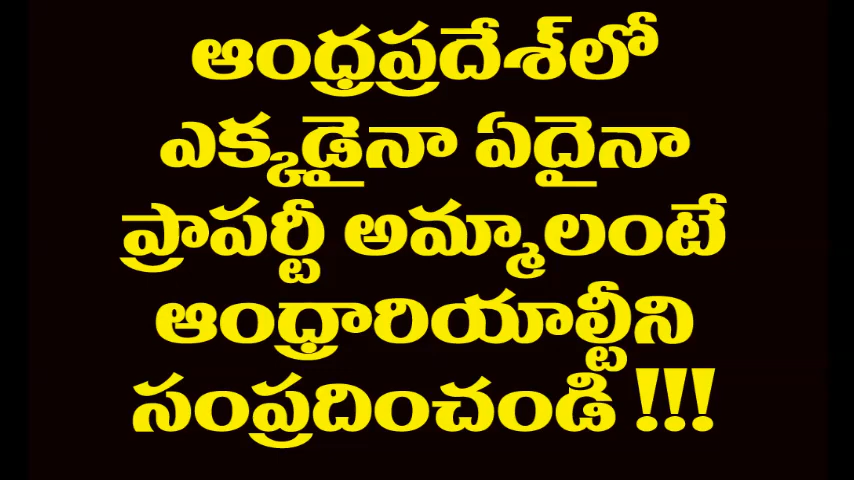 ఆంధ్రప్రదేశ్‌లో
ఎక్కడైనా ఏదైనా
ప్రాపర్టీ అమ్మాలంటే
ఆంధ్రారియాల్టీని
సంప్రదించండి !!!